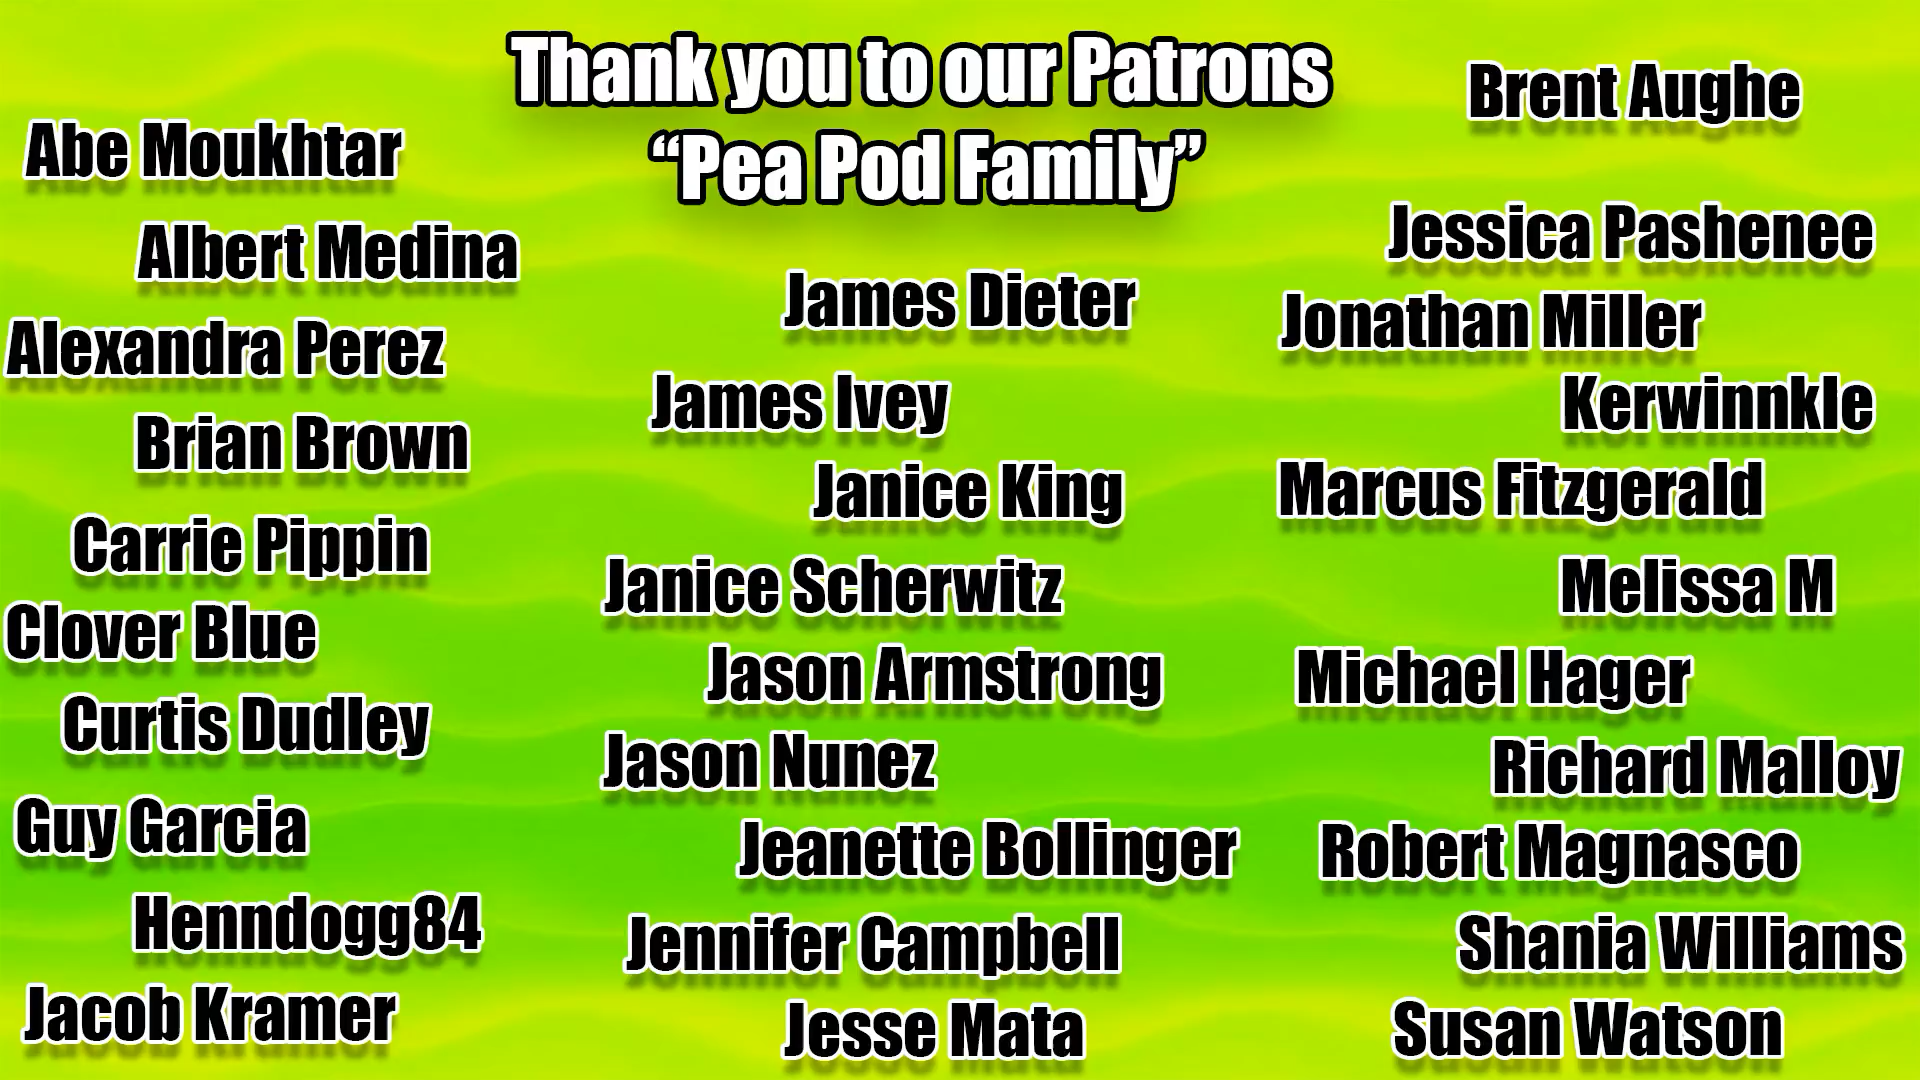 Thank you to our Patrons
“Pea Pod Family”
Abe Moukhtar
Albert Medina
Alexandra Perez
Brian Brown
Carrie Pippin
Clover Blue
Curtis Dudley
Guy Garcia
Henndogg84
Jacob Kramer
James Dieter
James Ivey
Janice King
Janice Scherwitz
Jason Armstrong
Jason Nunez
Jeanette Bollinger
Jennifer Campbell
Jesse Mata
Brent Aughe
Jessica Pashenee
Jonathan Miller
Kerwinnkle
Marcus Fitzgerald
Melissa M
Michael Hager
Richard Malloy
Robert Magnasco
Shania Williams
Susan Watson